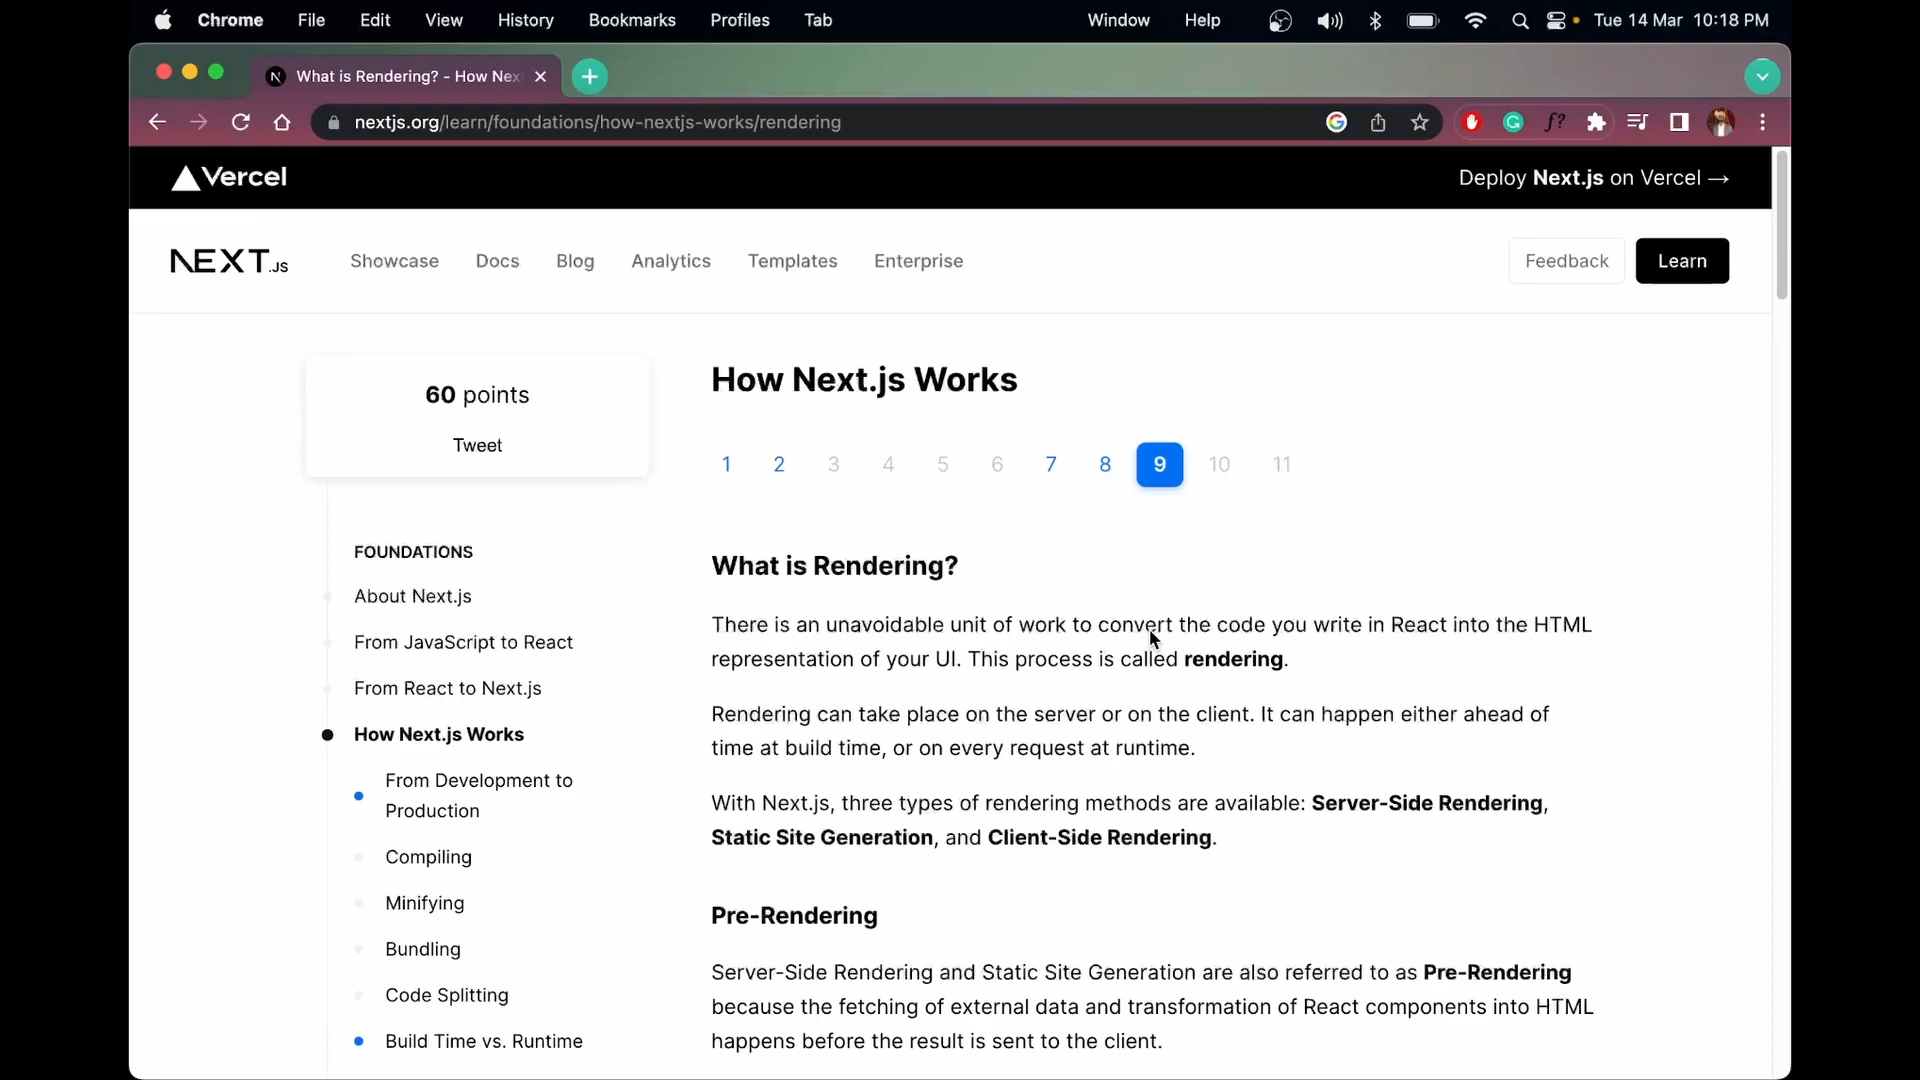 Chrome File Edit View History Bookmarks Profiles Tab Window Help Tue 14 Mar 10:18 PM
What is Rendering? - How Nex
nextjs.org/learn/foundations/how-nextjs-works/rendering
Vercel
Deploy Next.js on Vercel →
NEXT.JS
Showcase Docs Blog Analytics Templates Enterprise
Feedback
Learn
60 points
Tweet
FOUNDATIONS
About Next.js
From JavaScript to React
From React to Next.js
How Next.js Works
From Development to
Production
Compiling
Minifying
Bundling
Code Splitting
Build Time vs. Runtime
How Next.js Works
1 2 3 4 5 6 7 8 9 10 11
What is Rendering?
There is an unavoidable unit of work to convert the code you write in React into the HTML
representation of your UI. This process is called rendering.
Rendering can take place on the server or on the client. It can happen either ahead of
time at build time, or on every request at runtime.
With Next.js, three types of rendering methods are available: Server-Side Rendering,
Static Site Generation, and Client-Side Rendering.
Pre-Rendering
Server-Side Rendering and Static Site Generation are also referred to as Pre-Rendering
because the fetching of external data and transformation of React components into HTML
happens before the result is sent to the client.